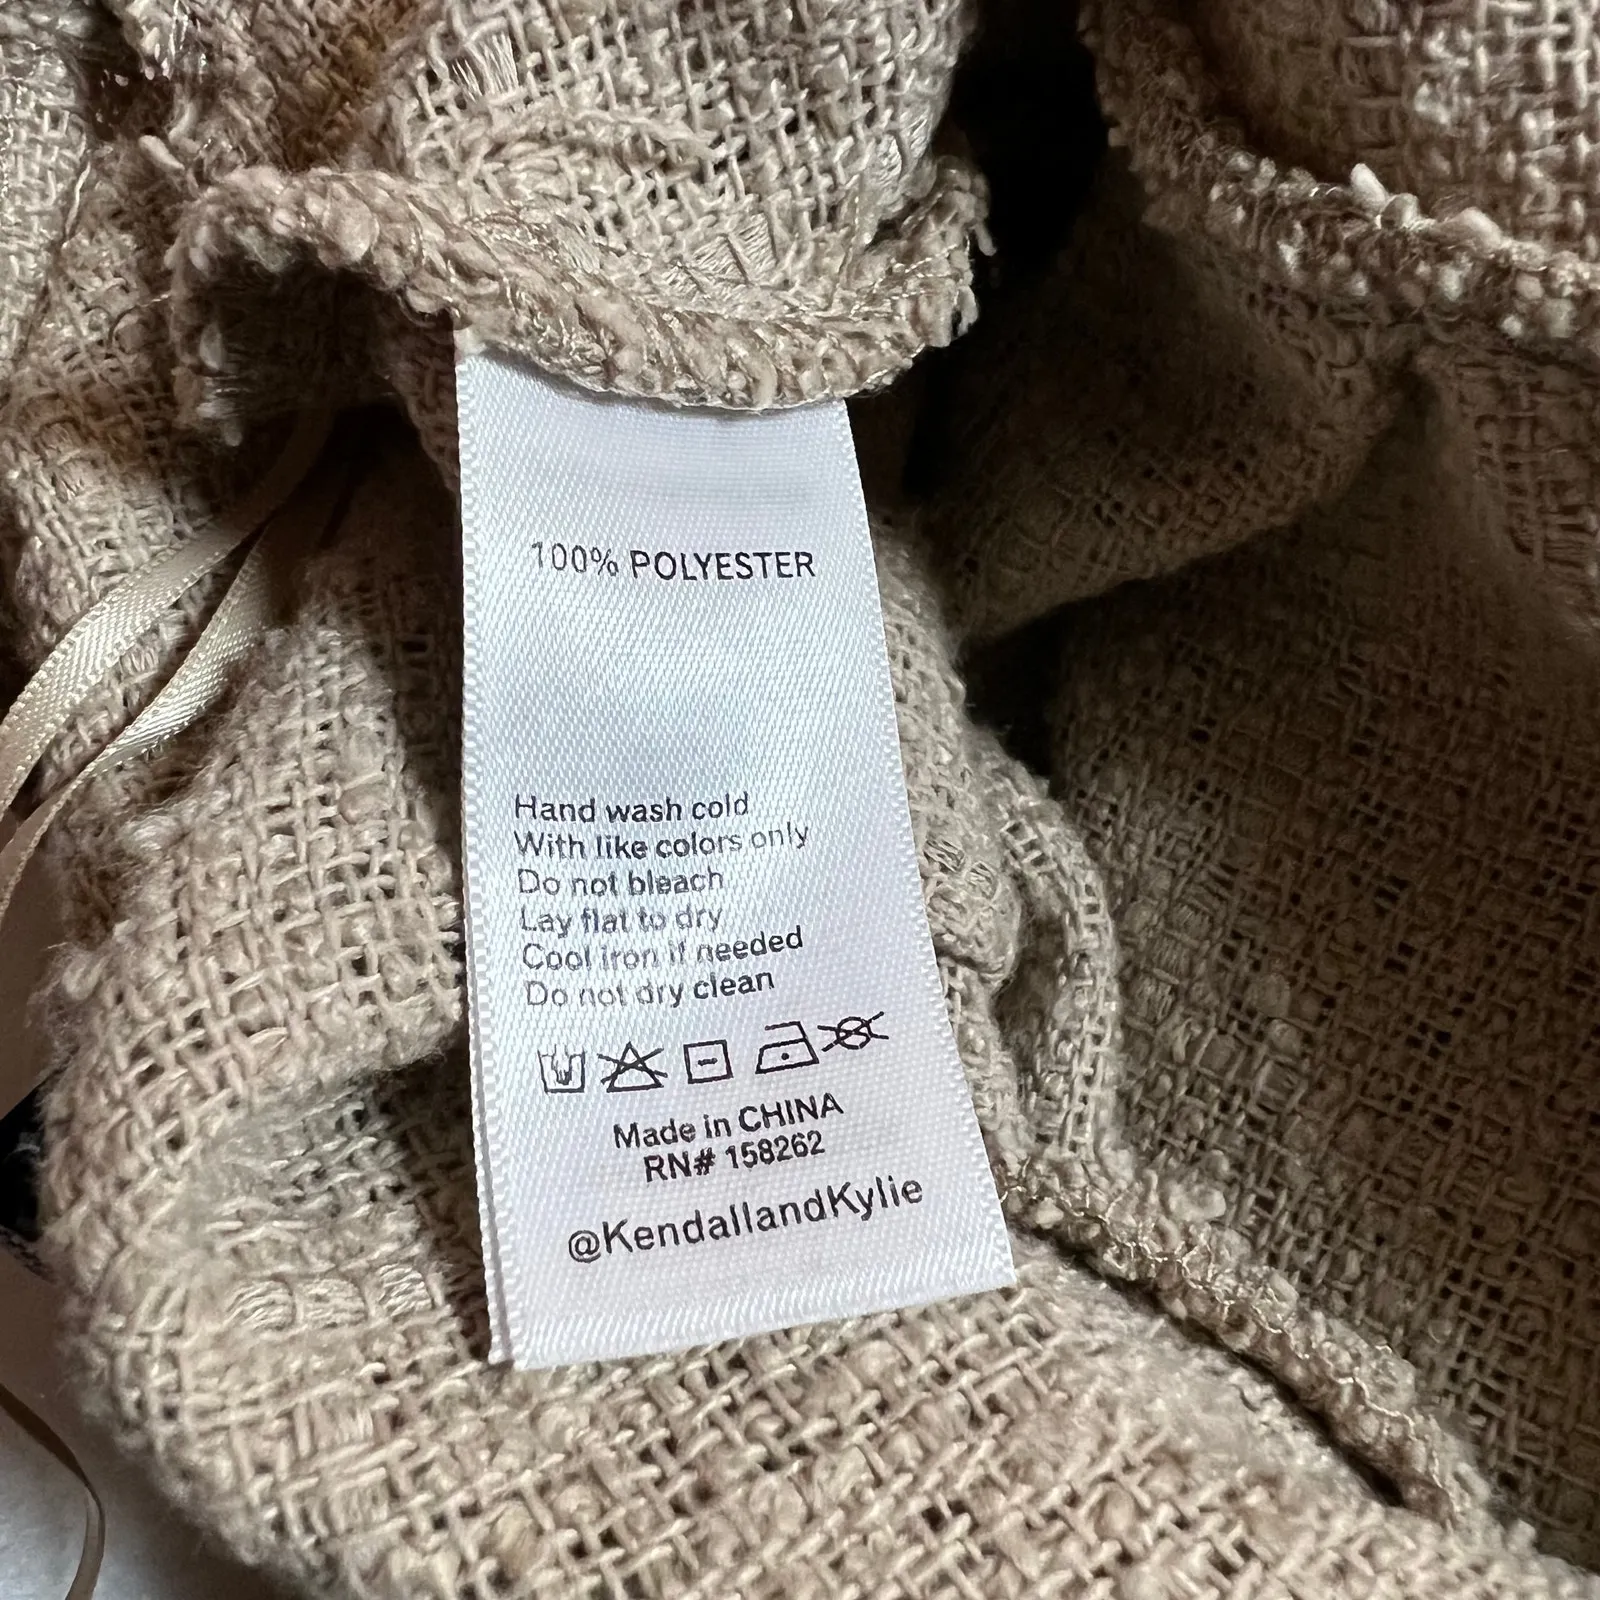 100% POLYESTER
Hand wash cold
With like colors only
Do not bleach
Lay flat to dry
Cool iron if needed
Do not dry clean
Made in CHINA
RN# 158262
@KendallandKylie